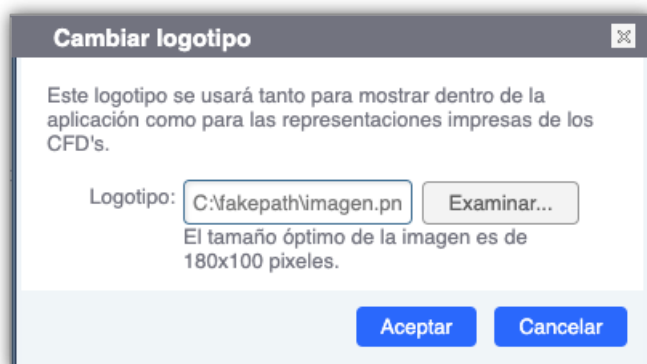 Cambiar logotipo
Este logotipo se usará tanto para mostrar dentro de la
aplicación como para las representaciones impresas de los
CFD's.
Logotipo: C:\fakepath\imagen.pn Examinar...
El tamaño óptimo de la imagen es de
180x100 pixeles.
Aceptar Cancelar